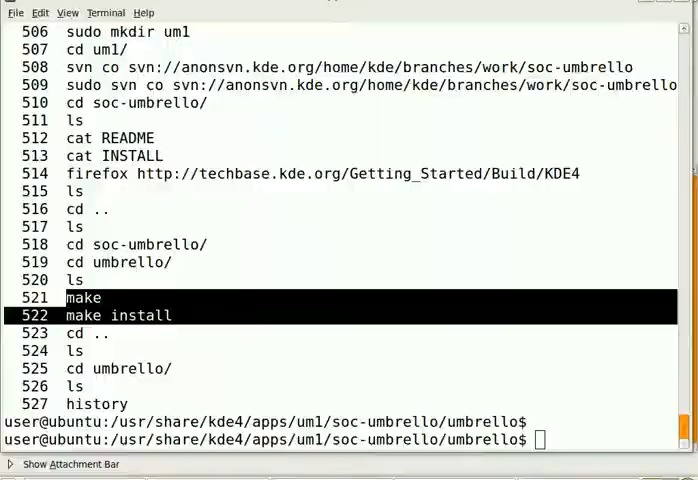 File Edit View Terminal Help
506 sudo mkdir um1
507 cd um1/
508 svn co svn://anonsvn.kde.org/home/kde/branches/work/soc-umbrello
509 sudo svn co svn://anonsvn.kde.org/home/kde/branches/work/soc-umbrello
510 cd soc-umbrello/
511 ls
512 cat README
513 cat INSTALL
514 firefox http://techbase.kde.org/Getting_Started/Build/KDE4
515 ls
516 cd ..
517 ls
518 cd soc-umbrello/
519 cd umbrello/
520 ls
521 make
522 make install
523 cd ..
524 ls
525 cd umbrello/
526 ls
527 history
user@ubuntu:/usr/share/kde4/apps/um1/soc-umbrello/umbrello$
user@ubuntu:/usr/share/kde4/apps/um1/soc-umbrello/umbrello$
Show Attachment Bar